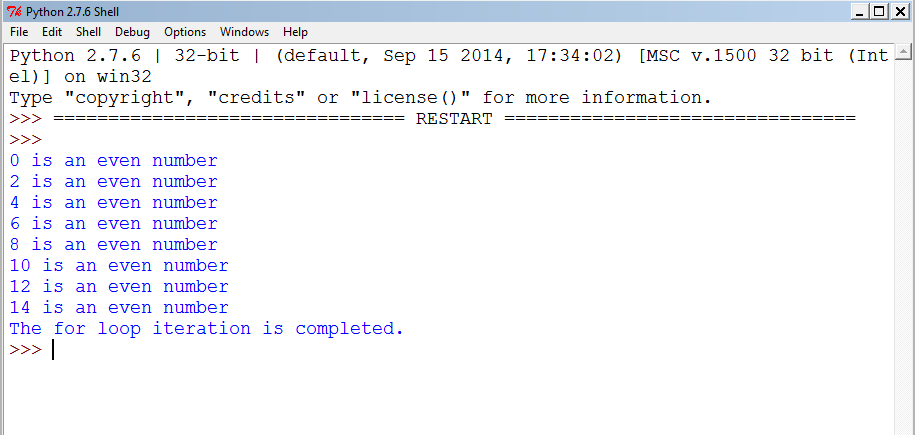 Python 2.7.6 Shell
File Edit Shell Debug Options Windows Help
Python 2.7.6 | 32-bit | (default, Sep 15 2014, 17:34:02) [MSC v.1500 32 bit (Int
el)] on win32
Type "copyright", "credits" or "license()" for more information.
>>> ================================ RESTART ================================
>>>
0 is an even number
2 is an even number
4 is an even number
6 is an even number
8 is an even number
10 is an even number
12 is an even number
14 is an even number
The for loop iteration is completed.
>>>